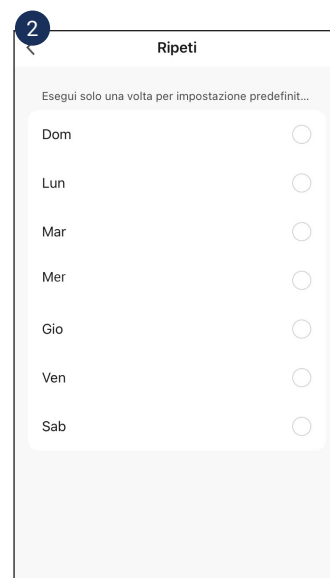 2
Ripeti
Esegui solo una volta per impostazione predefinit...
Dom
Lun
Mar
Mer
Gio
Ven
Sab